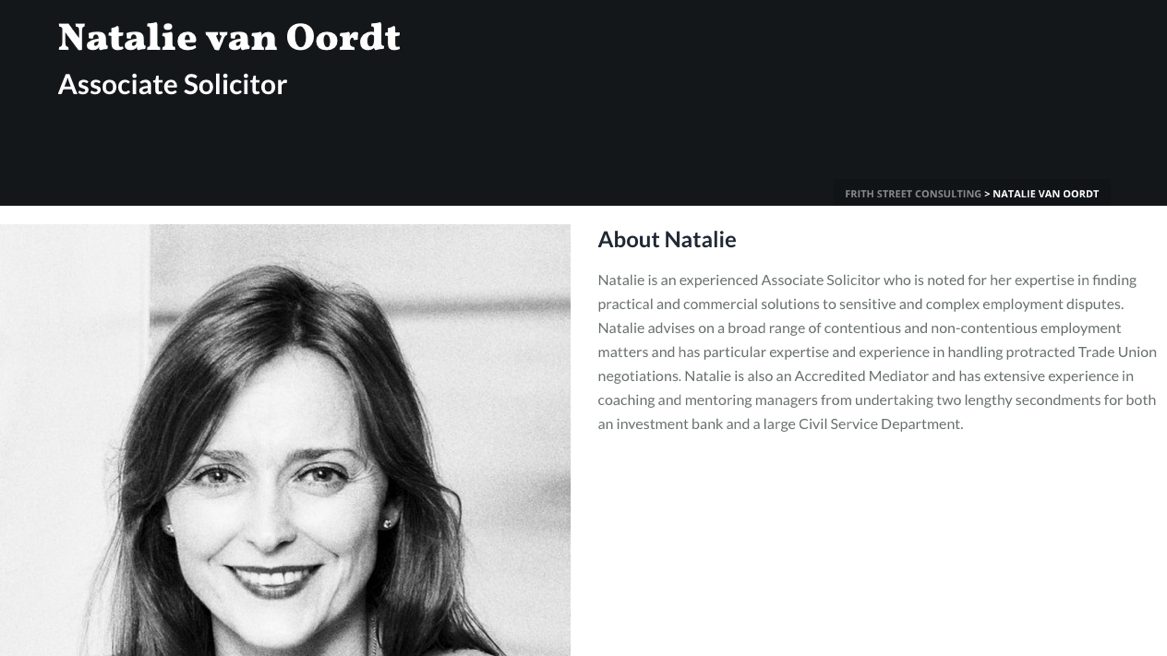 Natalie van Oordt
Associate Solicitor
FRITH STREET CONSULTING > NATALIE VAN OORDT
About Natalie
Natalie is an experienced Associate Solicitor who is noted for her expertise in finding
practical and commercial solutions to sensitive and complex employment disputes.
Natalie advises on a broad range of contentious and non-contentious employment
matters and has particular expertise and experience in handling protracted Trade Union
negotiations. Natalie is also an Accredited Mediator and has extensive experience in
coaching and mentoring managers from undertaking two lengthy secondments for both
an investment bank and a large Civil Service Department.